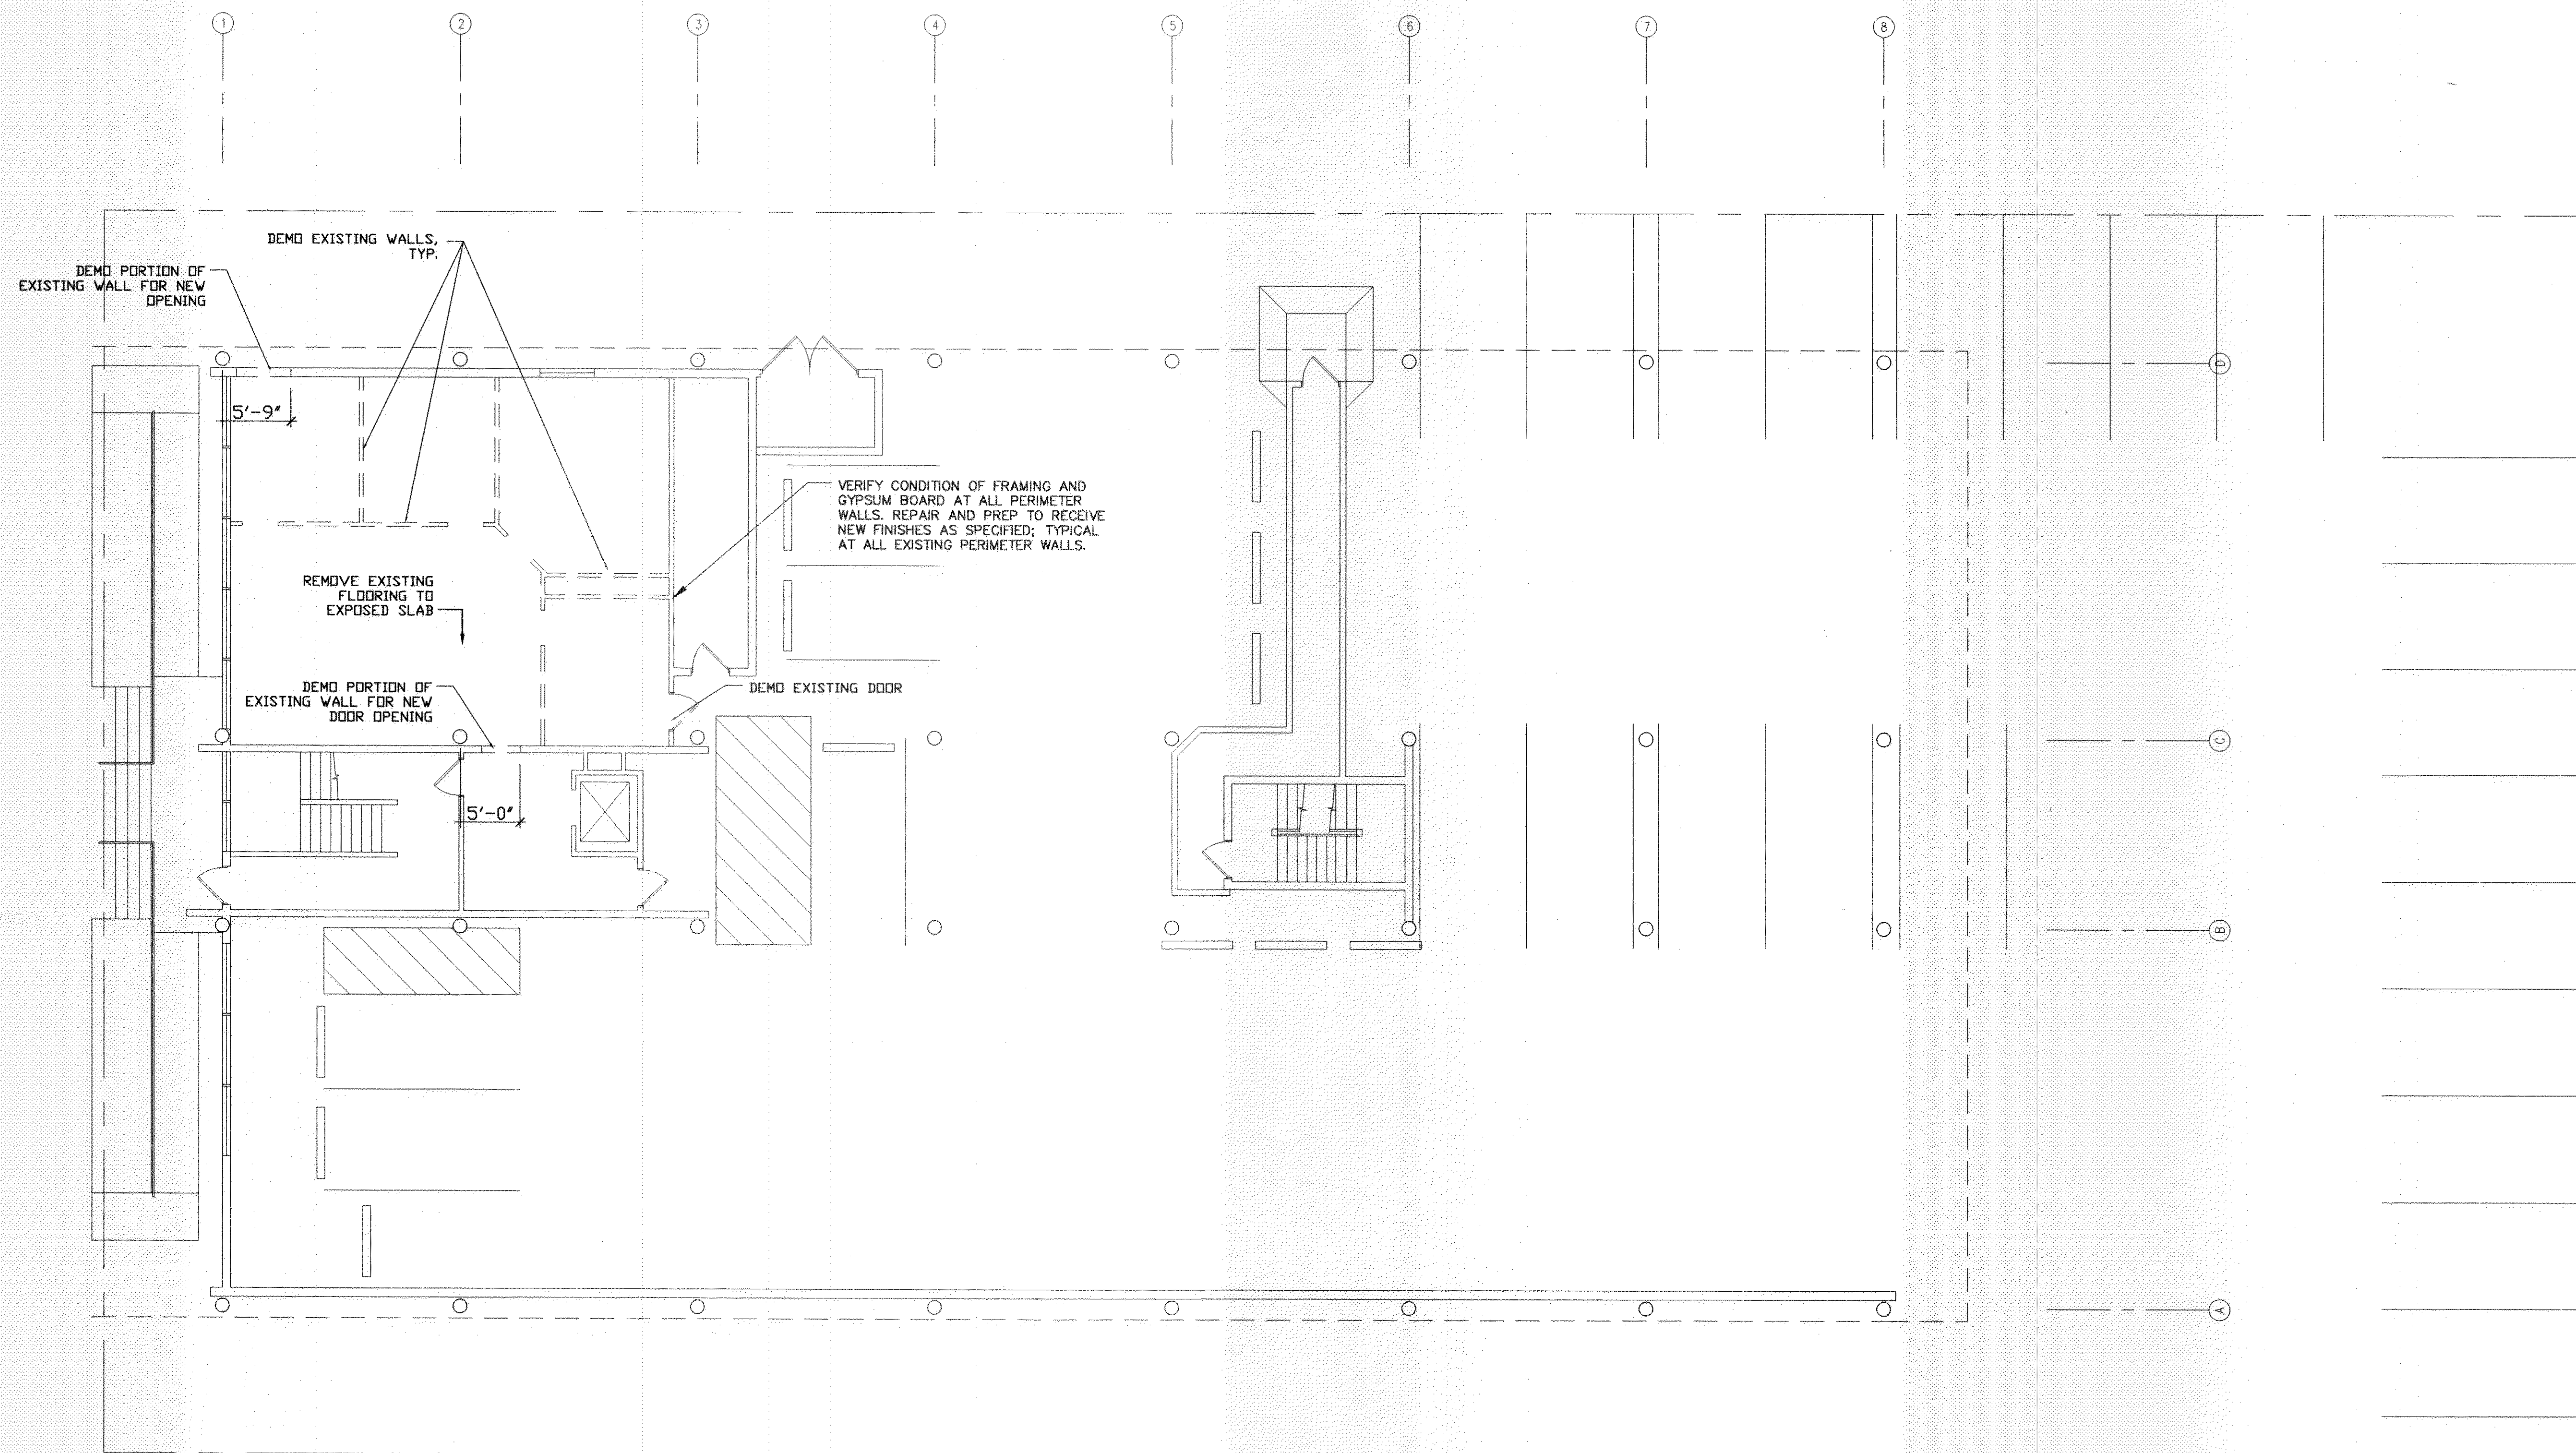 1
2
3
4
5
6
7
8
DEMO EXISTING WALLS,
TYP.
DEMO PORTION OF
EXISTING WALL FOR NEW
OPENING
D
5'-9"
VERIFY CONDITION OF FRAMING AND
GYPSUM BOARD AT ALL PERIMETER
WALLS. REPAIR AND PREP TO RECEIVE
NEW FINISHES AS SPECIFIED; TYPICAL
AT ALL EXISTING PERIMETER WALLS.
REMOVE EXISTING
FLOORING TO
EXPOSED SLAB
DEMO PORTION OF
EXISTING WALL FOR NEW
DOOR OPENING
DEMO EXISTING DOOR
C
5'-0"
B
A